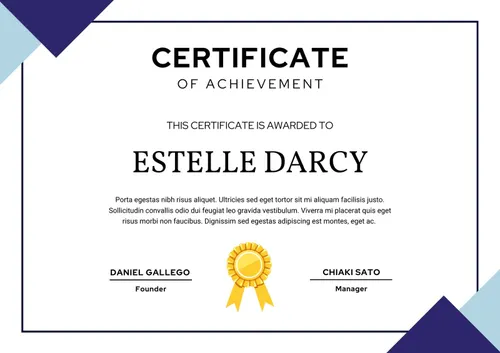 CERTIFICATE
OF ACHIEVEMENT
THIS CERTIFICATE IS AWARDED TO
ESTELLE DARCY
Porta egestas nibh risus aliquet. Ultricies sed eget tortor sit mi aliquam facilisis justo.
Sollicitudin convallis odio dui feugiat leo gravida vestibulum. Viverra mi placerat quis eget
risus morbi non faucibus. Dignissim sed egestas adipiscing est montes, eget ac.
DANIEL GALLEGO
Founder
CHIAKI SATO
Manager